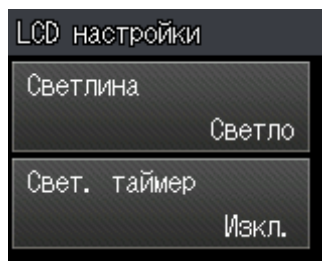 LCD настройки
Светлина
Светло
Свет. таймер
Изкл.